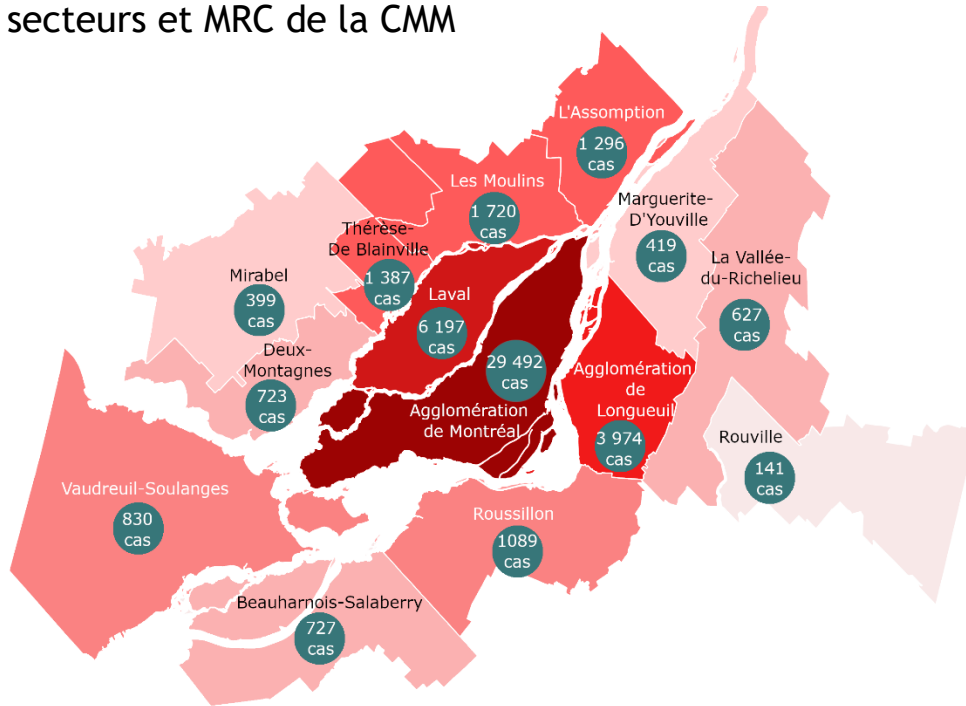 secteurs et MRC de la CMM
L'Assomption
1 296
cas
Les Moulins
1 720
cas
Marguerite-
D'Youville
419
cas
Thérèse-
De Blainville
1 387
cas
La Vallée-
du-Richelieu
627
cas
Mirabel
399
cas
Laval
6 197
cas
Deux-
Montagnes
723
cas
29 492
cas
Agglomération
de Montréal
Agglomération
de
Longueuil
3 974
cas
Rouville
141
cas
Vaudreuil-Soulanges
830
cas
Roussillon
1089
cas
Beauharnois-Salaberry
727
cas